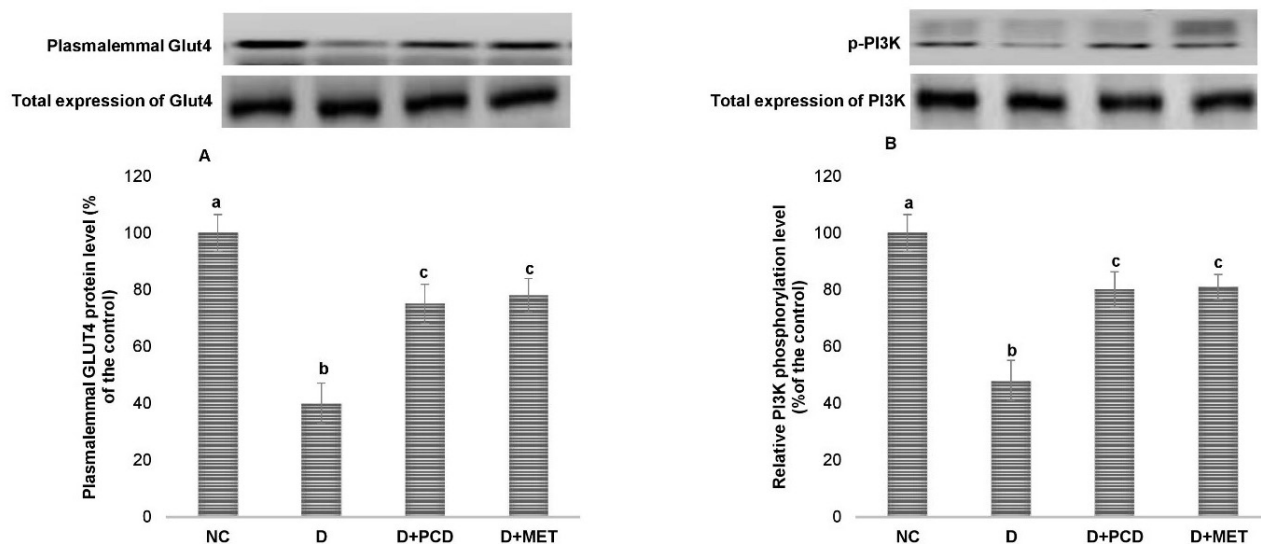 Plasmalemmal Glut4
Total expression of Glut4
A
Plasmalemmal GLUT4 protein level (%
of the control)
120
100
80
60
40
20
0
a
b
c
c
NC
D
D+PCD
D+MET
p-PI3K
Total expression of PI3K
B
Relative PI3K phosphorylation level
(%of the control)
120
100
80
60
40
20
0
a
b
c
c
NC
D
D+PCD
D+MET